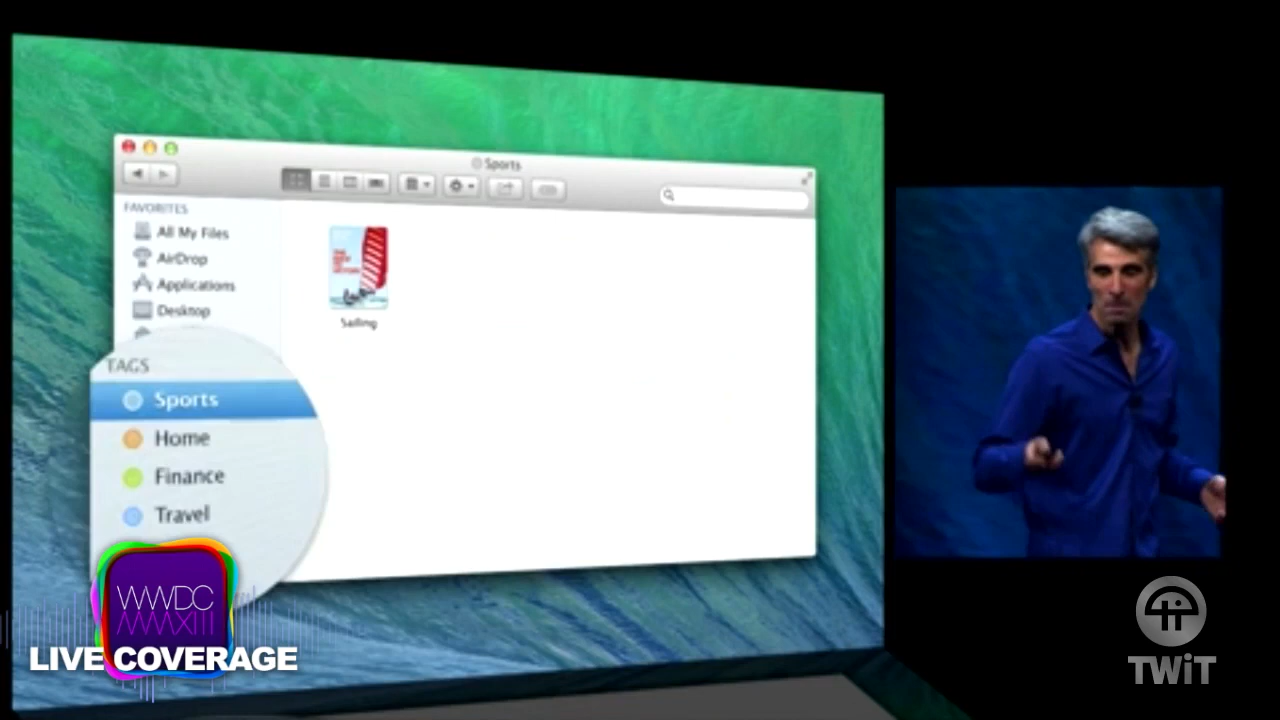 Sports
FAVORITES
All My Files
AirDrop
Applications
Desktop
Sailing
TAGS
Sports
Home
Finance
Travel
WWDC
MMXIII
LIVE COVERAGE
TWiT